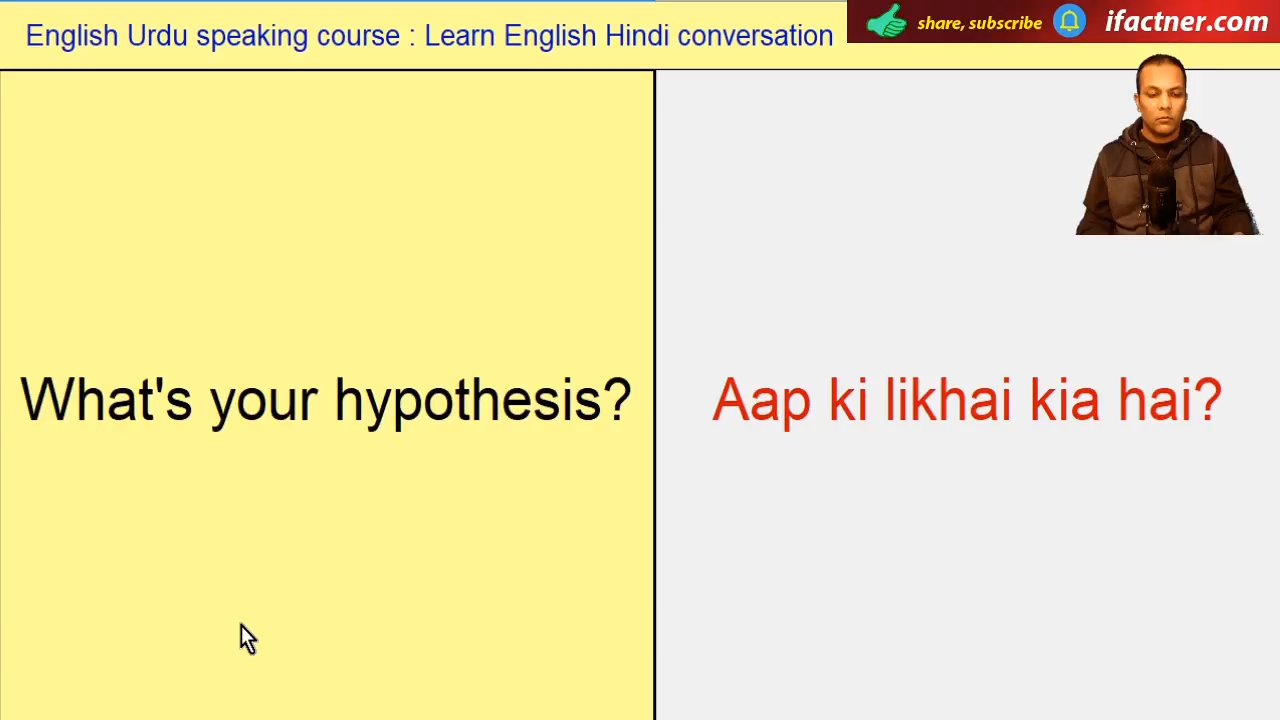 English Urdu speaking course : Learn English Hindi conversation
share, subscribe
ifactner.com
What's your hypothesis?
Aap ki likhai kia hai?